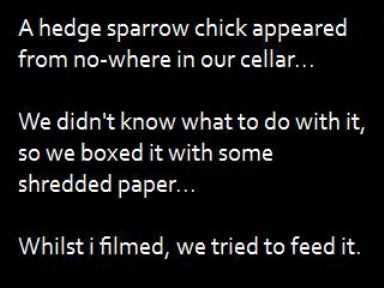 A hedge sparrow chick appeared
from no-where in our cellar...
We didn't know what to do with it,
so we boxed it with some
shredded paper...
Whilst i filmed, we tried to feed it.